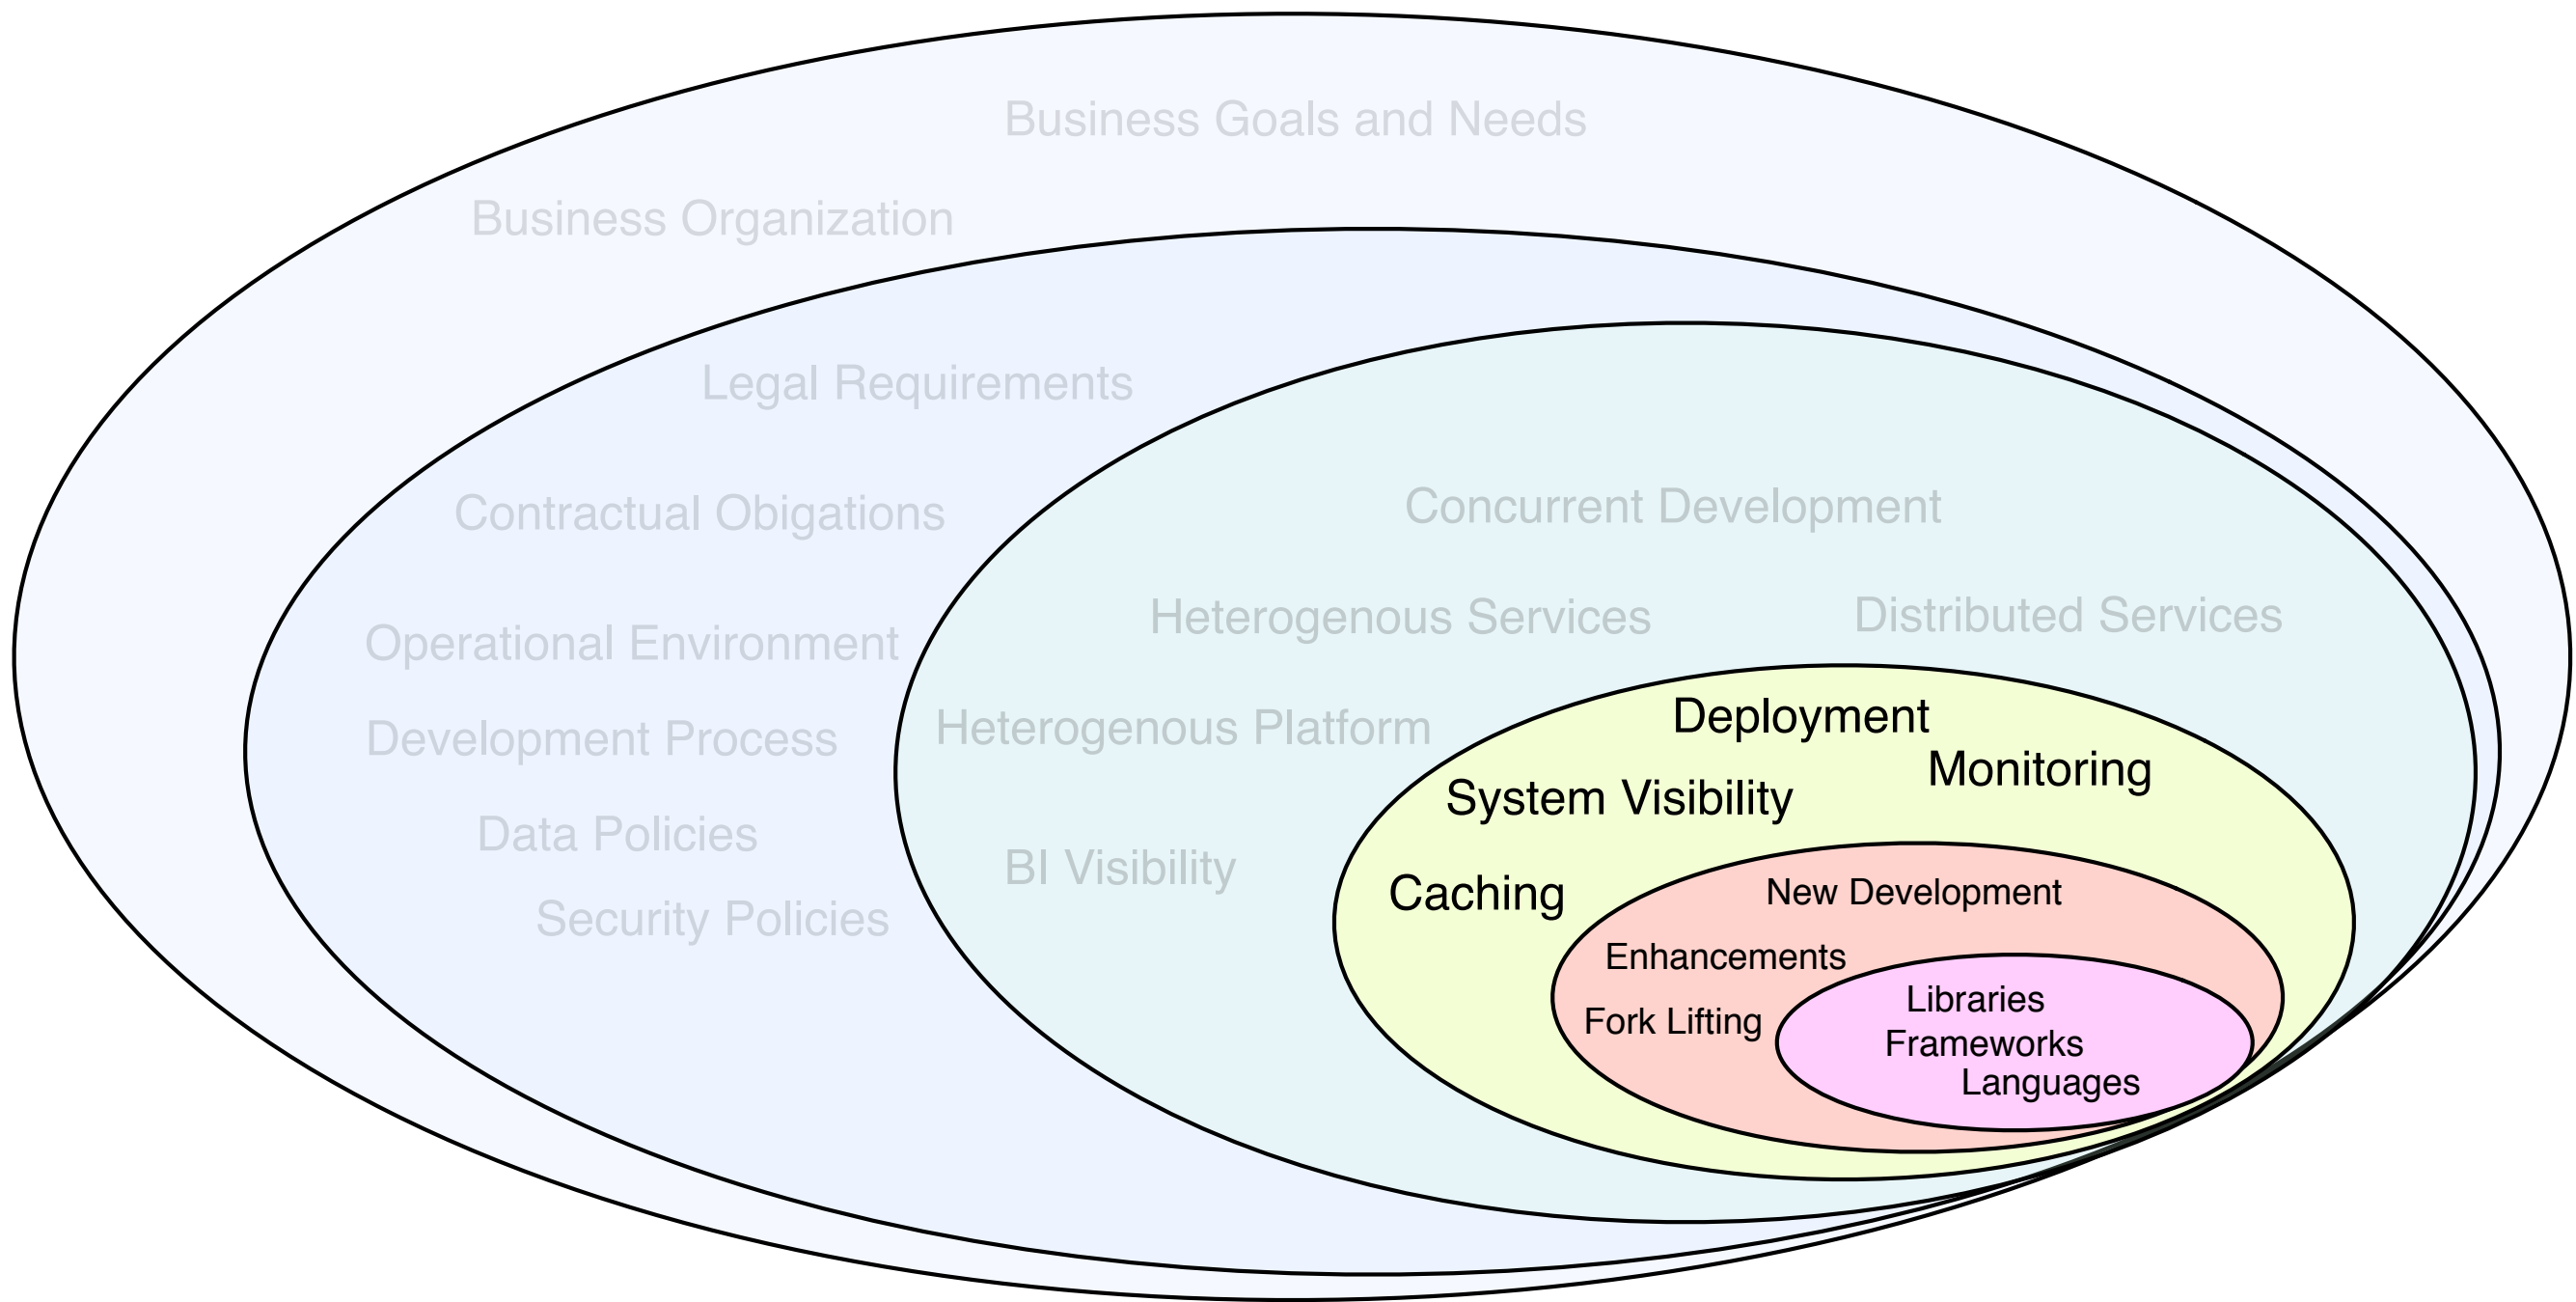 Business Goals and Needs
Business Organization
Legal Requirements
Contractual Obigations
Operational Environment
Development Process
Data Policies
Security Policies
Concurrent Development
Heterogenous Services
Distributed Services
Heterogenous Platform
BI Visibility
Deployment
Monitoring
System Visibility
Caching
New Development
Enhancements
Fork Lifting
Libraries
Frameworks
Languages